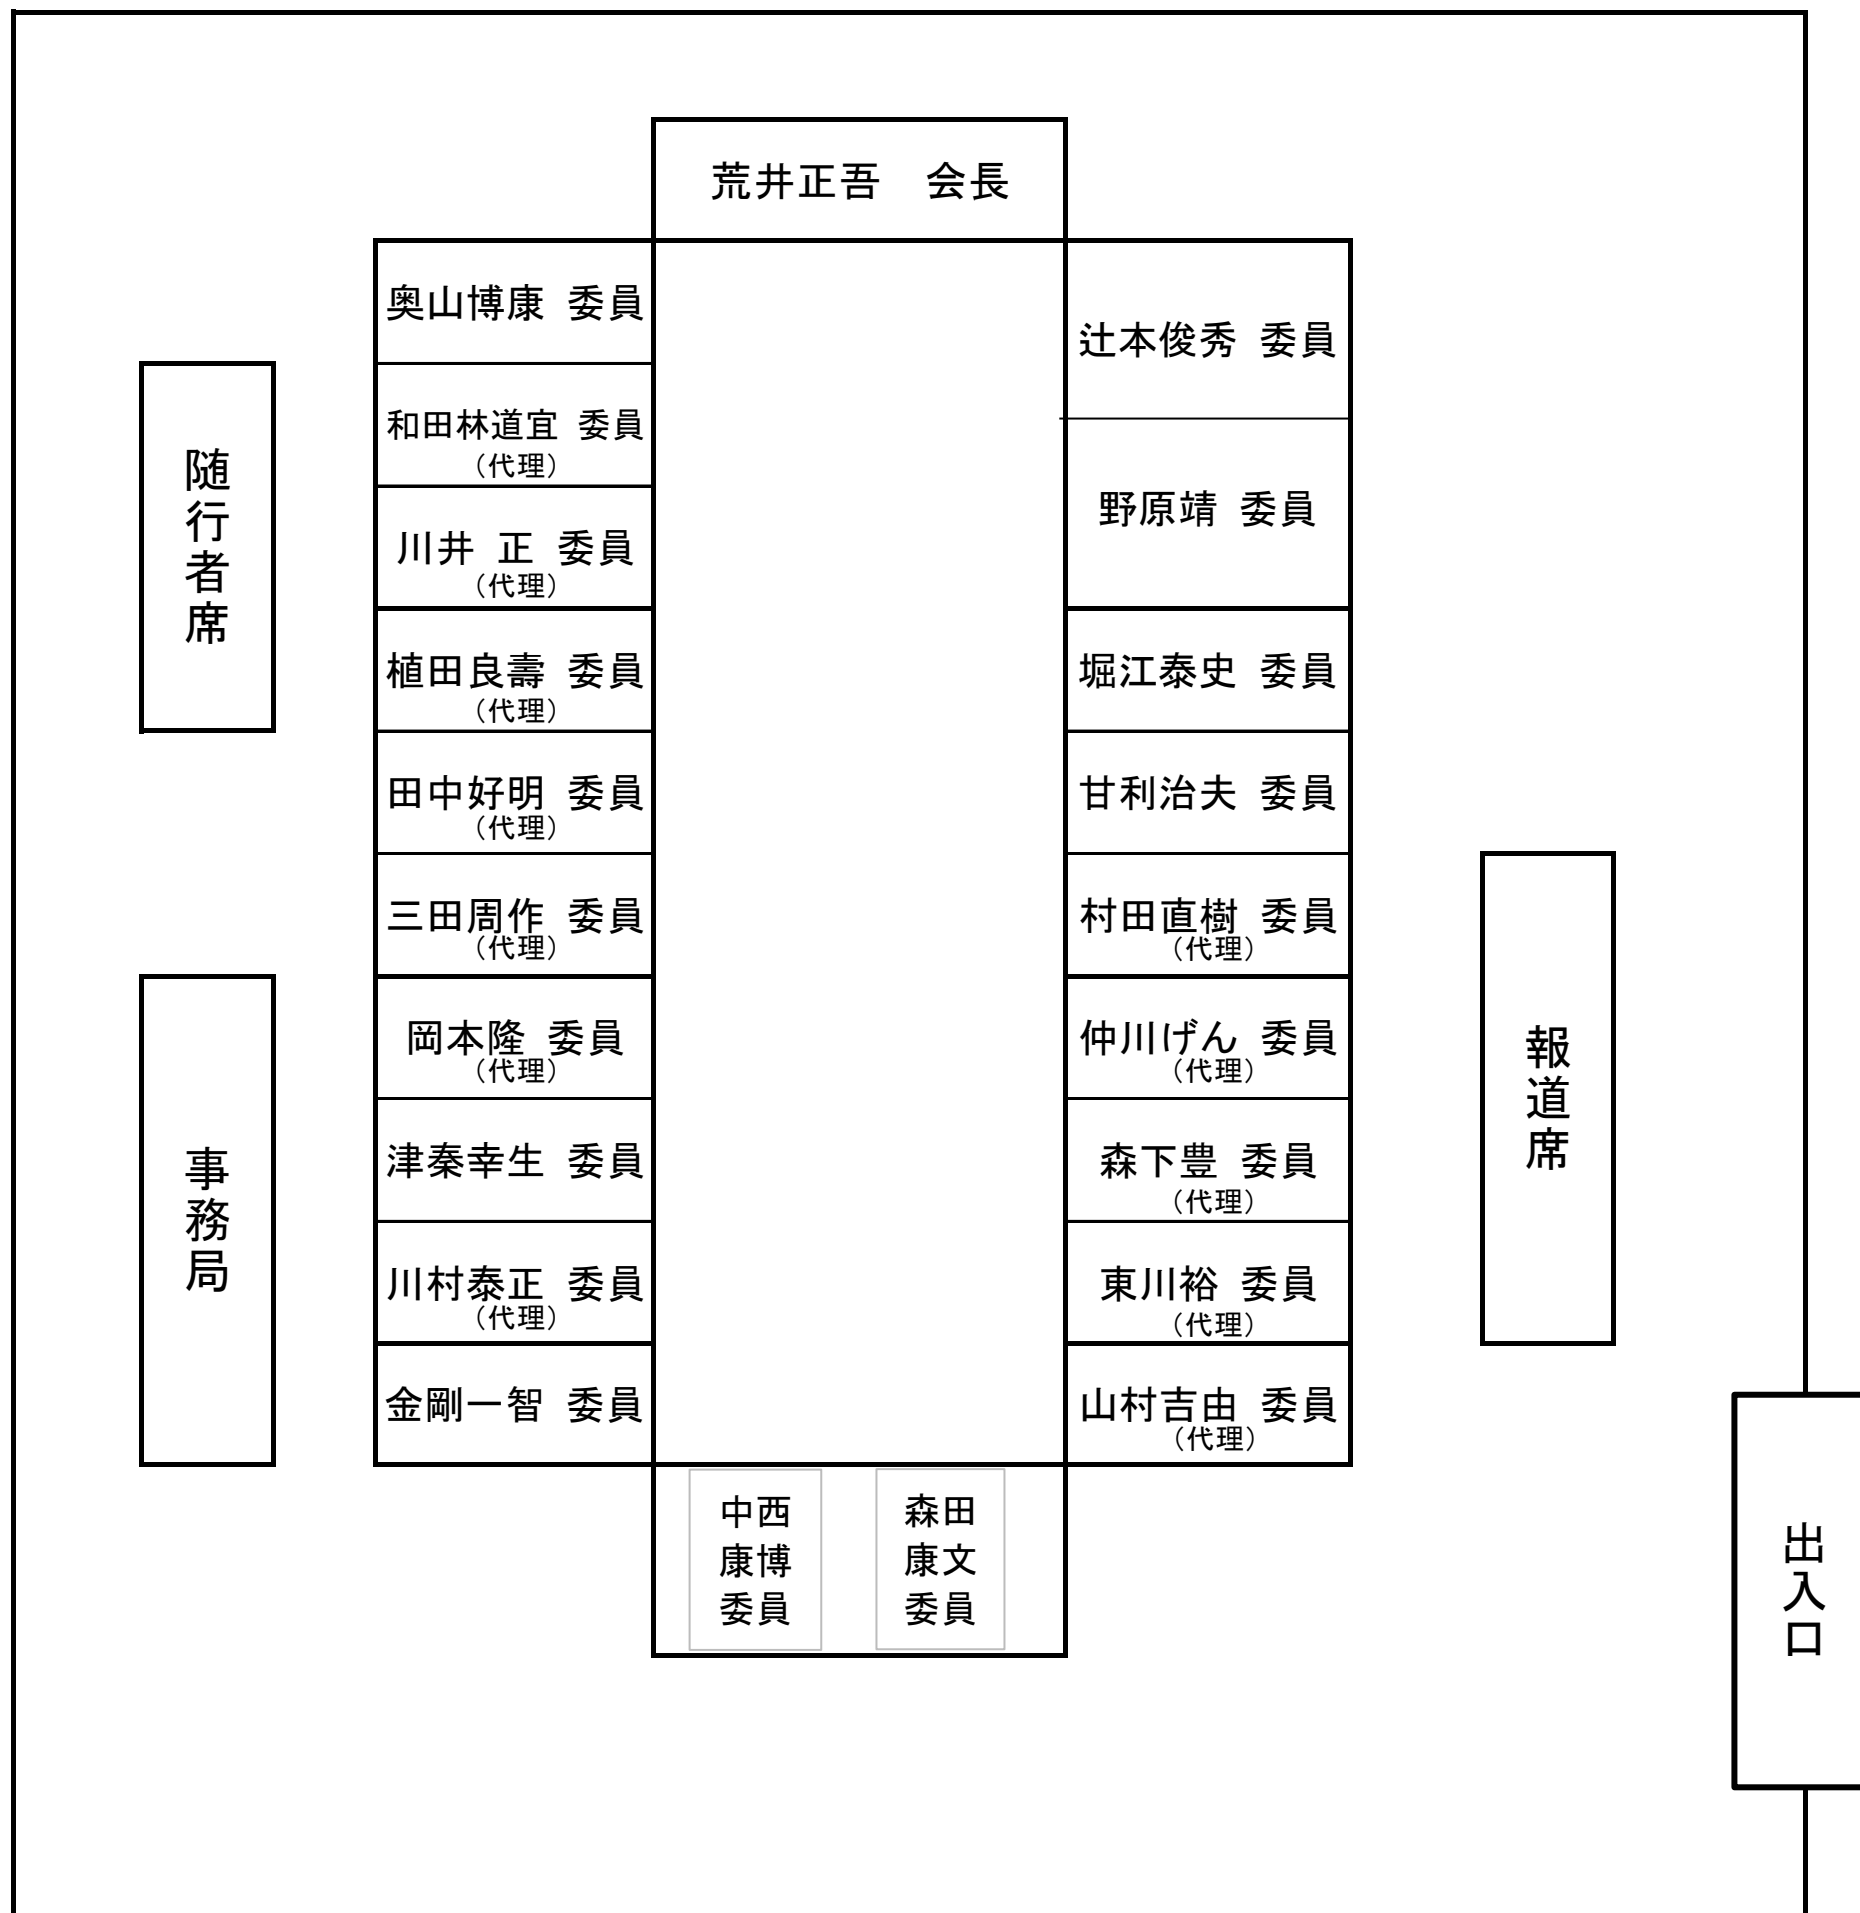 荒井正吾　会長
奥山博康 委員
和田林道宜 委員
（代理）
川井 正 委員
（代理）
植田良壽 委員
（代理）
田中好明 委員
（代理）
三田周作 委員
（代理）
岡本隆 委員
（代理）
津秦幸生 委員
川村泰正 委員
（代理）
金剛一智 委員
辻本俊秀 委員
野原靖 委員
堀江泰史 委員
甘利治夫 委員
村田直樹 委員
（代理）
仲川げん 委員
（代理）
森下豊 委員
（代理）
東川裕 委員
（代理）
山村吉由 委員
（代理）
中西
康博
委員
森田
康文
委員
随行者席
事務局
報道席
出入口